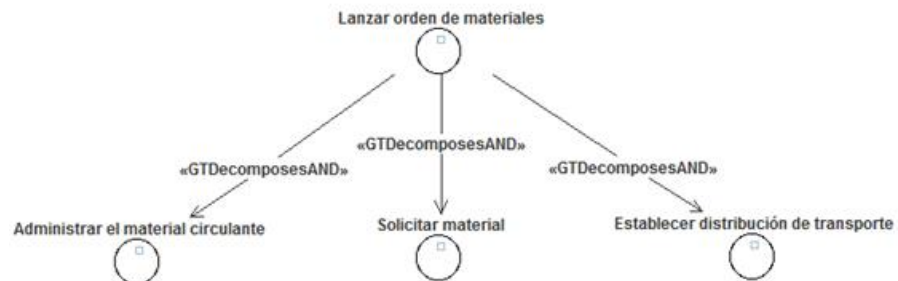 Lanzar orden de materiales
«GTDecomposesAND»
«GTDecomposesAND»
«GTDecomposesAND»
Administrar el material circulante
Solicitar material
Establecer distribución de transporte